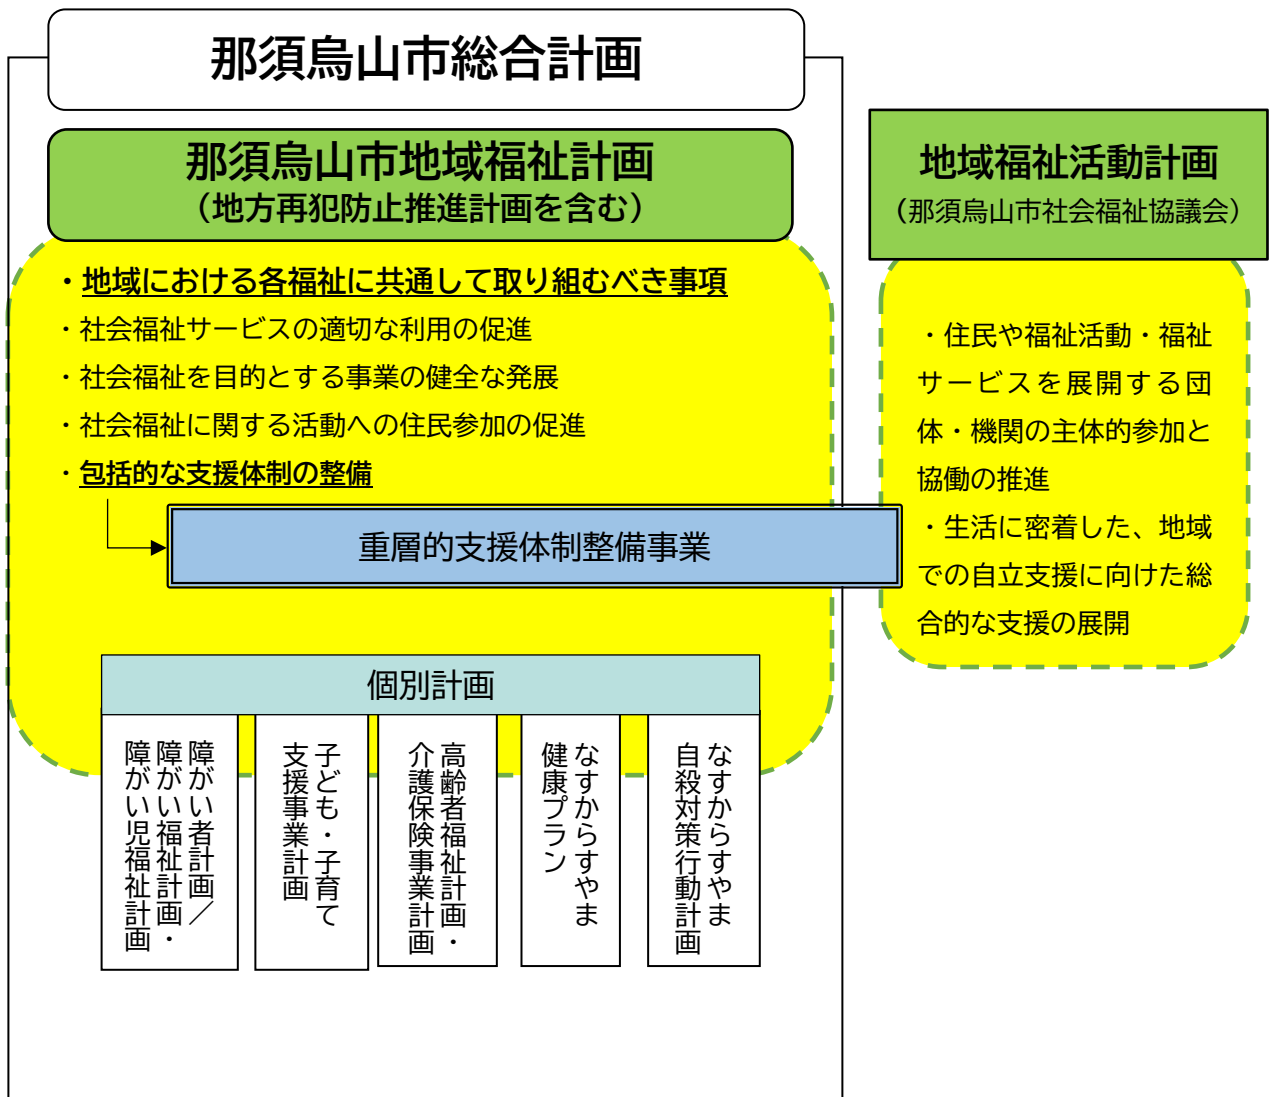 那須烏山市総合計画
那須烏山市地域福祉計画
（地方再犯防止推進計画を含む）
・地域における各福祉に共通して取り組むべき事項
・社会福祉サービスの適切な利用の促進
・社会福祉を目的とする事業の健全な発展
・社会福祉に関する活動への住民参加の促進
・包括的な支援体制の整備
重層的支援体制整備事業
個別計画
障がい者計画／
障がい福祉計画・
障がい児福祉計画
子ども・子育て
支援事業計画
高齢者福祉計画・
介護保険事業計画
なすからすやま
健康プラン
なすからすやま
自殺対策行動計画
地域福祉活動計画
（那須烏山市社会福祉協議会）
・住民や福祉活動・福祉
サービスを展開する団
体・機関の主体的参加と
協働の推進
・生活に密着した、地域
での自立支援に向けた総
合的な支援の展開